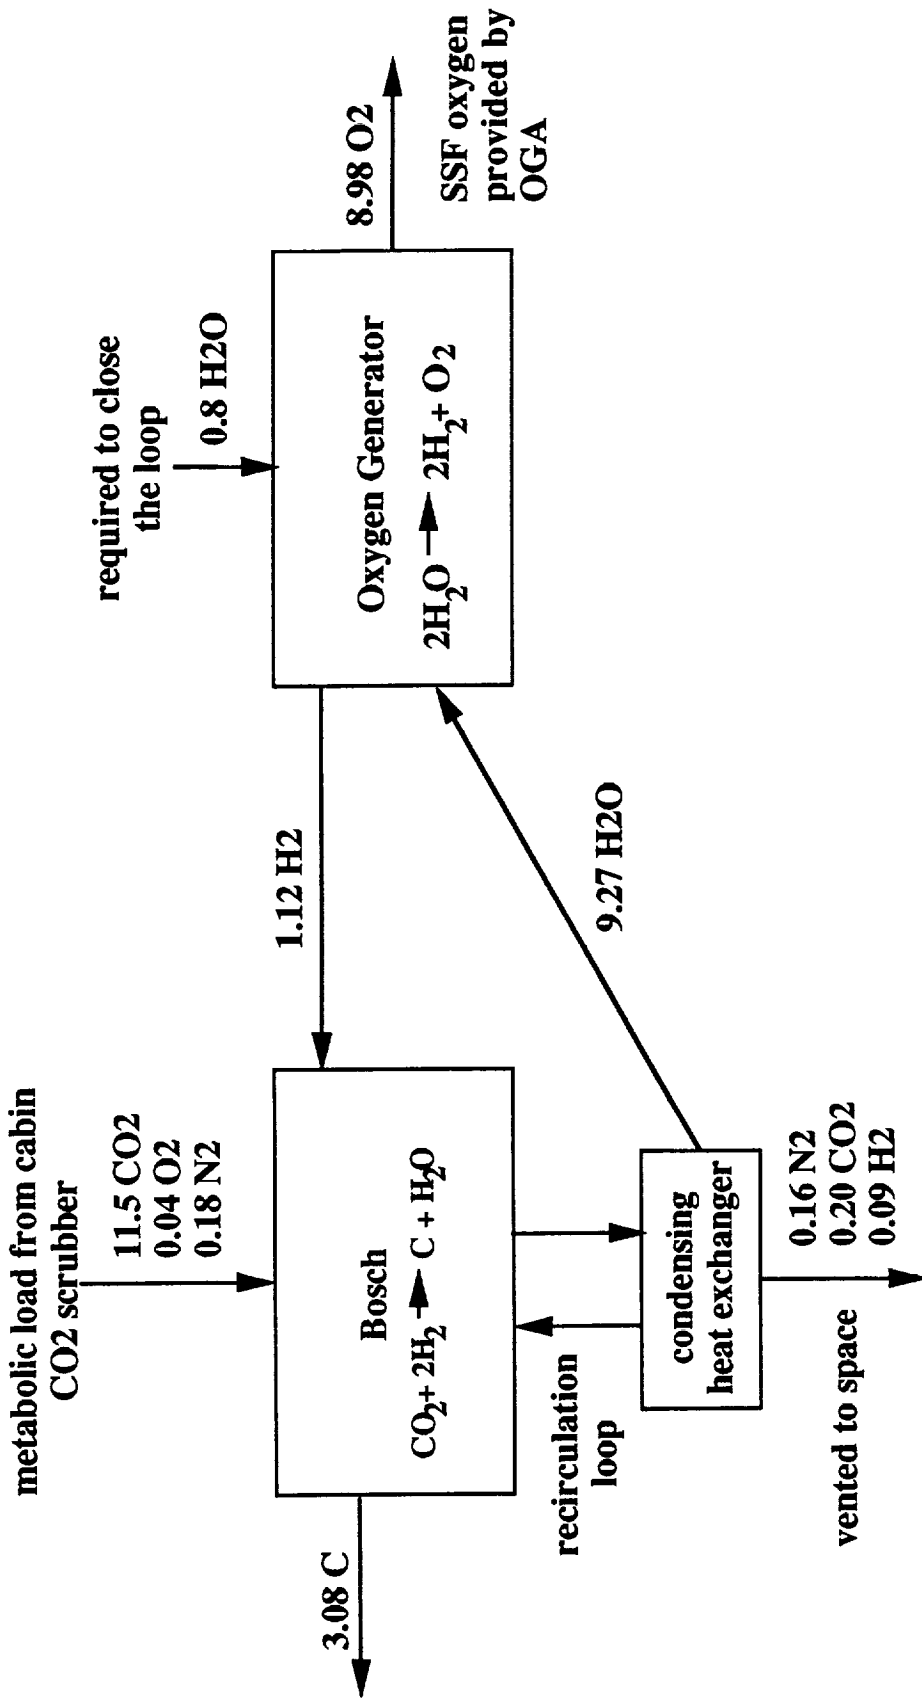 metabolic load from cabin
CO2 scrubber
11.5 CO2
0.04 O2
0.18 N2
required to close
the loop
0.8 H2O
3.08 C
Bosch
CO2+ 2H2 → C + H2O
1.12 H2
Oxygen Generator
2H2O → 2H2+ O2
8.98 O2
SSF oxygen
provided by
OGA
recirculation
loop
condensing
heat exchanger
9.27 H2O
vented to space
0.16 N2
0.20 CO2
0.09 H2